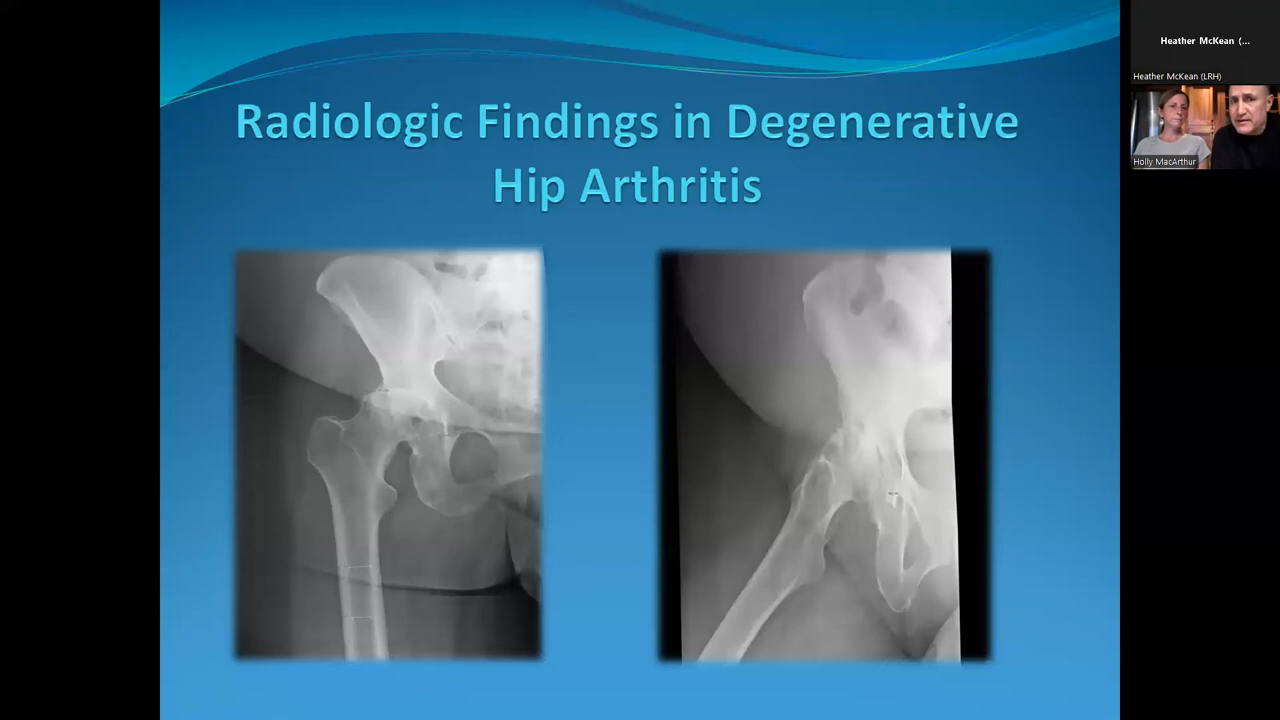 Radiologic Findings in Degenerative
Hip Arthritis
Heather McKean (...
Heather McKean (LRH)
Holly MacArthur